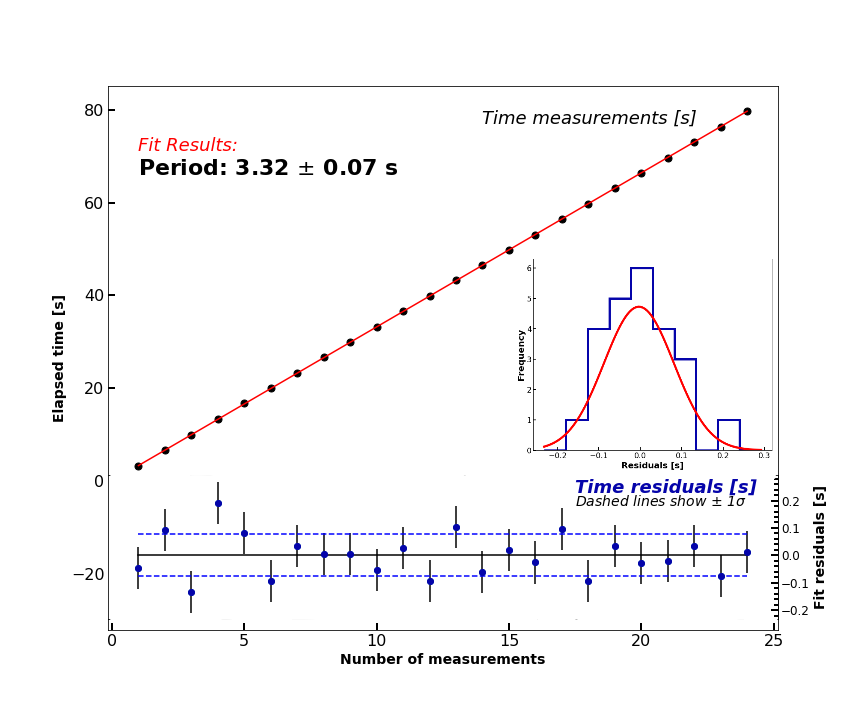 Time measurements [s]
Fit Results:
Period: 3.32 ± 0.07 s
80
60
40
20
0
−20
Elapsed time [s]
6
5
4
3
2
1
0
Frequency
−0.2 −0.1 0.0 0.1 0.2 0.3
Residuals [s]
Time residuals [s]
Dashed lines show ± 1σ
0.2
0.1
0.0
−0.1
−0.2
Fit residuals [s]
0 5 10 15 20 25
Number of measurements